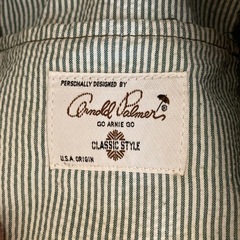 PERSONALLY DESIGNED BY
Arnold Palmer
GO ARNIE GO
CLASSIC STYLE
U.S.A. ORIGIN